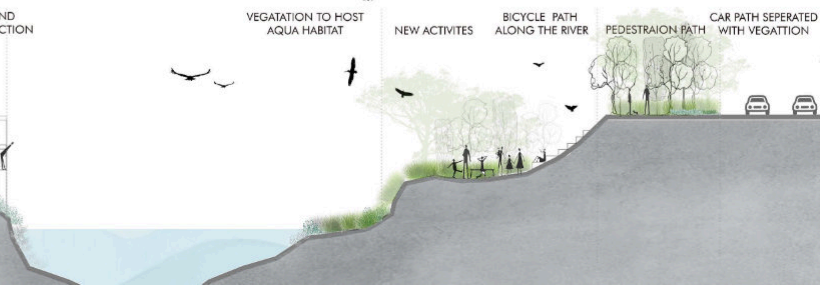 ND
CTION
VEGATATION TO HOST
AQUA HABITAT
NEW ACTIVITES
BICYCLE PATH
ALONG THE RIVER
PEDESTRAION PATH
CAR PATH SEPERATED
WITH VEGATTION